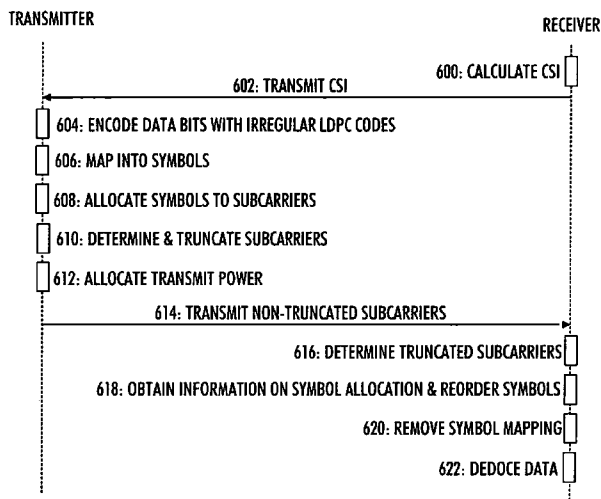 TRANSMITTER
RECEIVER
600: CALCULATE CSI
602: TRANSMIT CSI
604: ENCODE DATA BITS WITH IRREGULAR LDPC CODES
606: MAP INTO SYMBOLS
608: ALLOCATE SYMBOLS TO SUBCARRIERS
610: DETERMINE & TRUNCATE SUBCARRIERS
612: ALLOCATE TRANSMIT POWER
614: TRANSMIT NON-TRUNCATED SUBCARRIERS
616: DETERMINE TRUNCATED SUBCARRIERS
618: OBTAIN INFORMATION ON SYMBOL ALLOCATION & REORDER SYMBOLS
620: REMOVE SYMBOL MAPPING
622: DEDOCE DATA